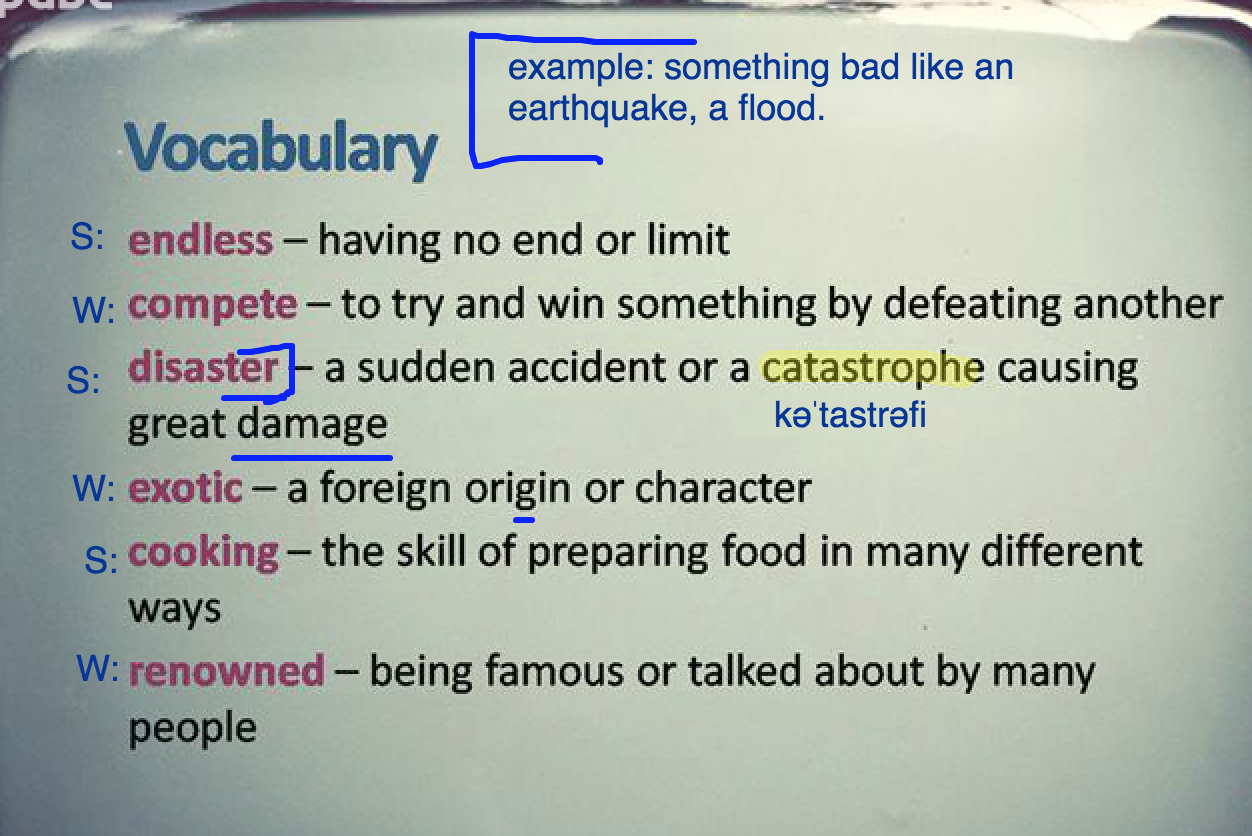 example: something bad like an
earthquake, a flood.
Vocabulary
S: endless – having no end or limit
W: compete – to try and win something by defeating another
S: disaster – a sudden accident or a catastrophe causing
kəˈtastrəfi
great damage
W: exotic – a foreign origin or character
S: cooking – the skill of preparing food in many different
ways
W: renowned – being famous or talked about by many
people